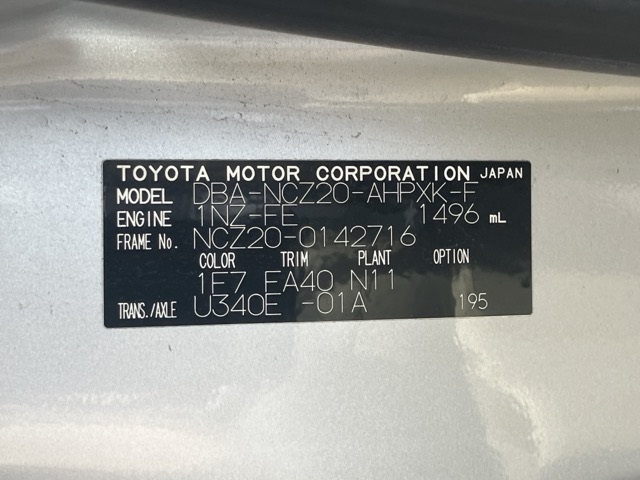 TOYOTA MOTOR CORPORATION JAPAN
MODEL DBA-NCZ20-AHPXK-F
ENGINE 1NZ-FE 1496 mL
FRAME No. NCZ20-0142716
COLOR TRIM PLANT OPTION
1E7 FA40 N11
TRANS./AXLE U340E -01A 195